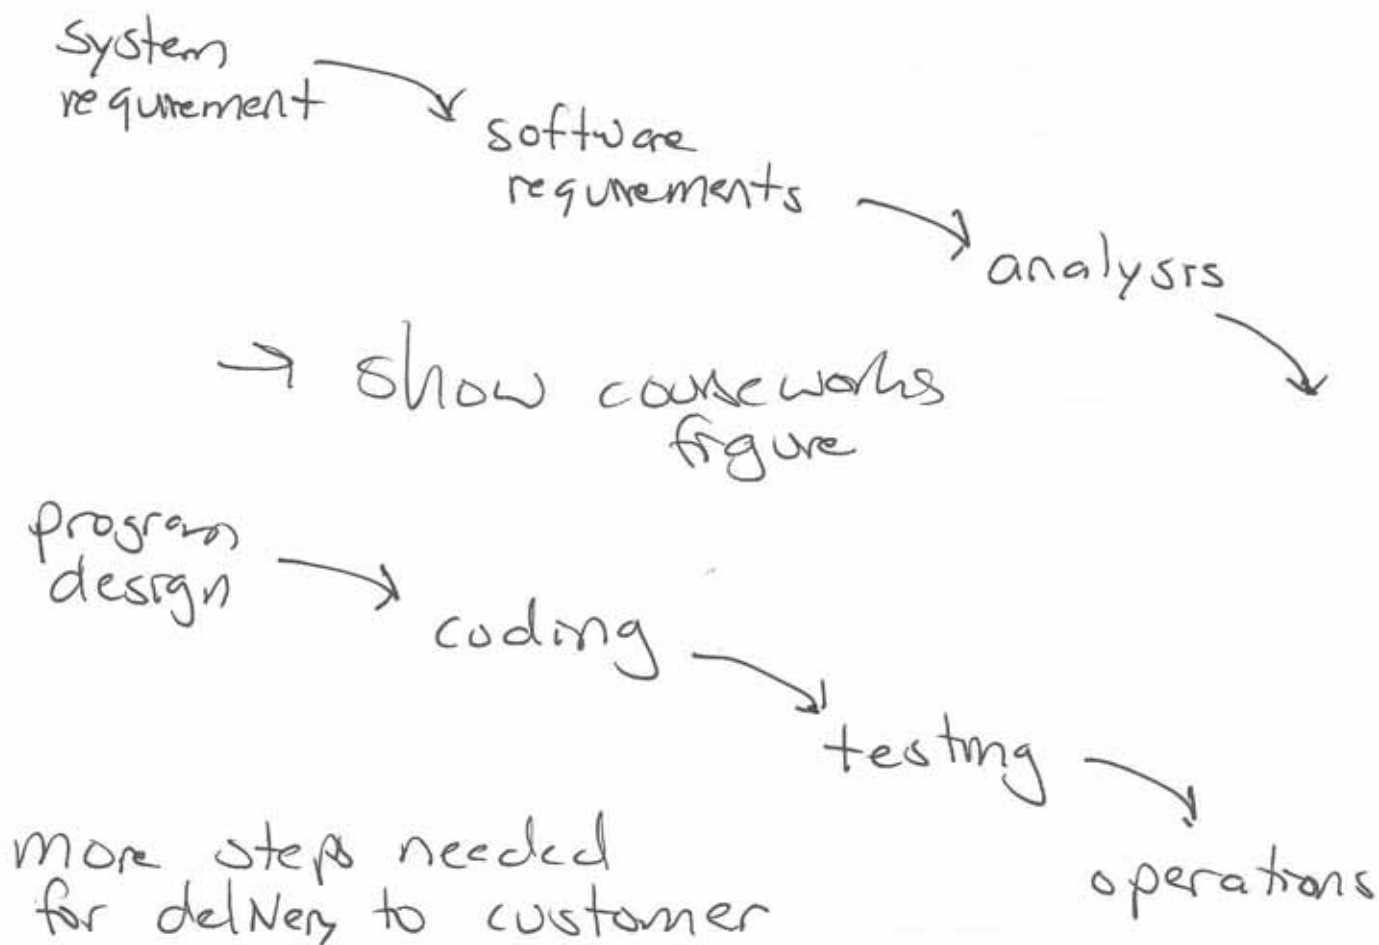 system
requirement
software
requirements
analysis
→ show courseworks
figure
program
design
coding
testing
operations
more steps needed
for delivery to customer